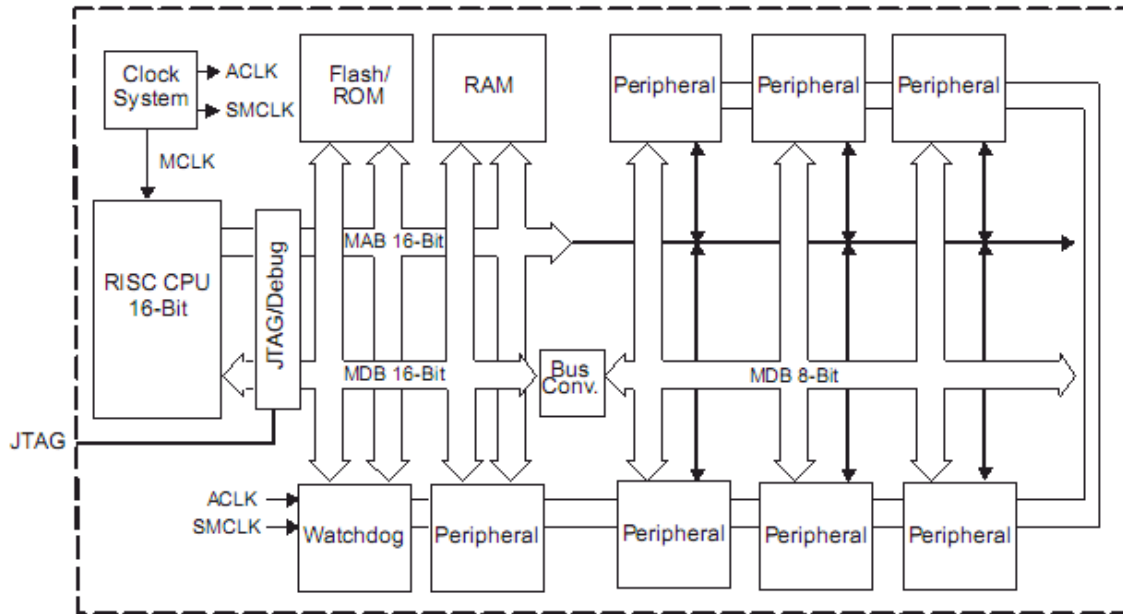 Clock
System
ACLK
SMCLK
MCLK
Flash/
ROM
RAM
Peripheral
Peripheral
Peripheral
RISC CPU
16-Bit
JTAG/Debug
MAB 16-Bit
MDB 16-Bit
Bus
Conv.
MDB 8-Bit
JTAG
ACLK
SMCLK
Watchdog
Peripheral
Peripheral
Peripheral
Peripheral